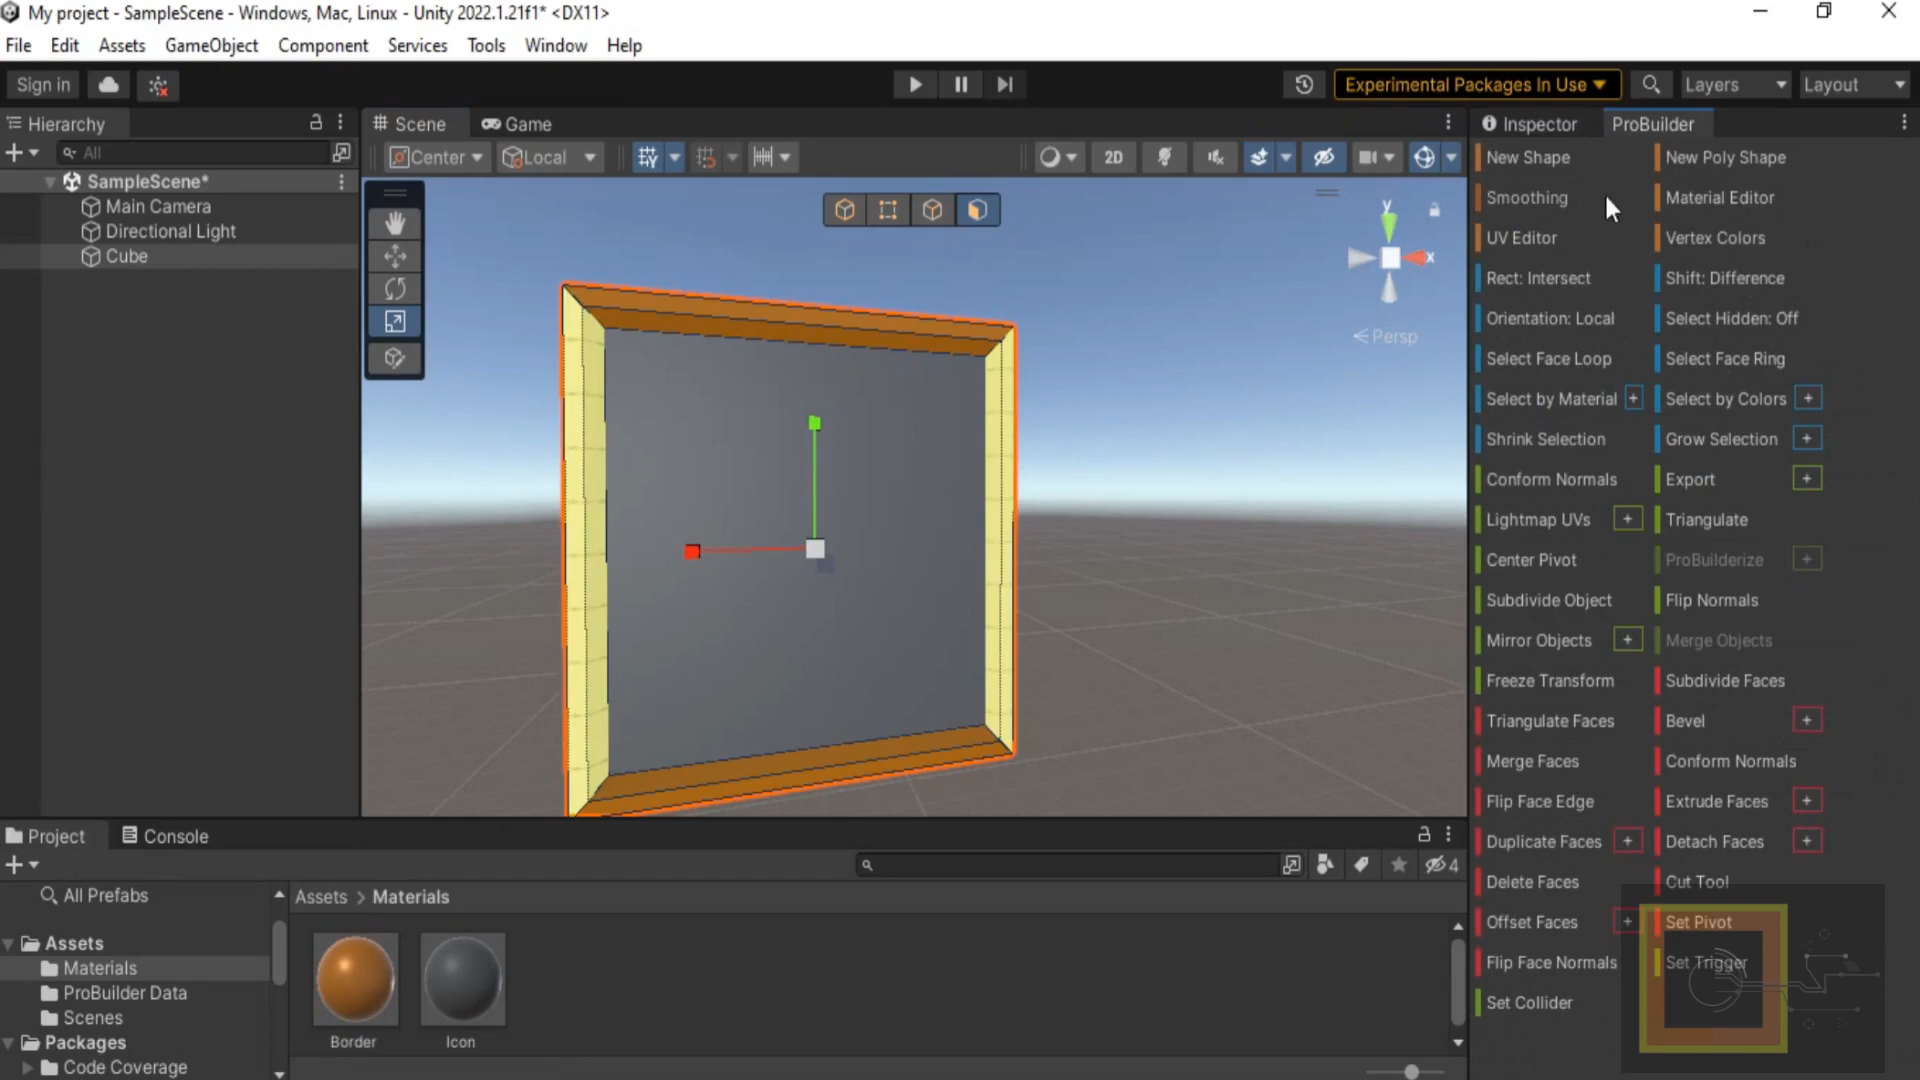 My project - SampleScene - Windows, Mac, Linux - Unity 2022.1.21f1* <DX11>
File Edit Assets GameObject Component Services Tools Window Help
Sign in
Experimental Packages In Use
Layers
Layout
Hierarchy
All
SampleScene*
Main Camera
Directional Light
Cube
Scene
Game
Center
Local
2D
y
x
Persp
Inspector
ProBuilder
New Shape
New Poly Shape
Smoothing
Material Editor
UV Editor
Vertex Colors
Rect: Intersect
Shift: Difference
Orientation: Local
Select Hidden: Off
Select Face Loop
Select Face Ring
Select by Material +
Select by Colors +
Shrink Selection
Grow Selection +
Conform Normals
Export +
Lightmap UVs +
Triangulate
Center Pivot
ProBuilderize +
Subdivide Object
Flip Normals
Mirror Objects +
Merge Objects
Freeze Transform
Subdivide Faces
Triangulate Faces
Bevel +
Merge Faces
Conform Normals
Flip Face Edge
Extrude Faces +
Duplicate Faces +
Detach Faces +
Delete Faces
Cut Tool
Offset Faces +
Set Pivot
Flip Face Normals
Set Trigger
Set Collider
Project
Console
4
All Prefabs
Assets
Materials
ProBuilder Data
Scenes
Packages
Code Coverage
Assets > Materials
Border
Icon